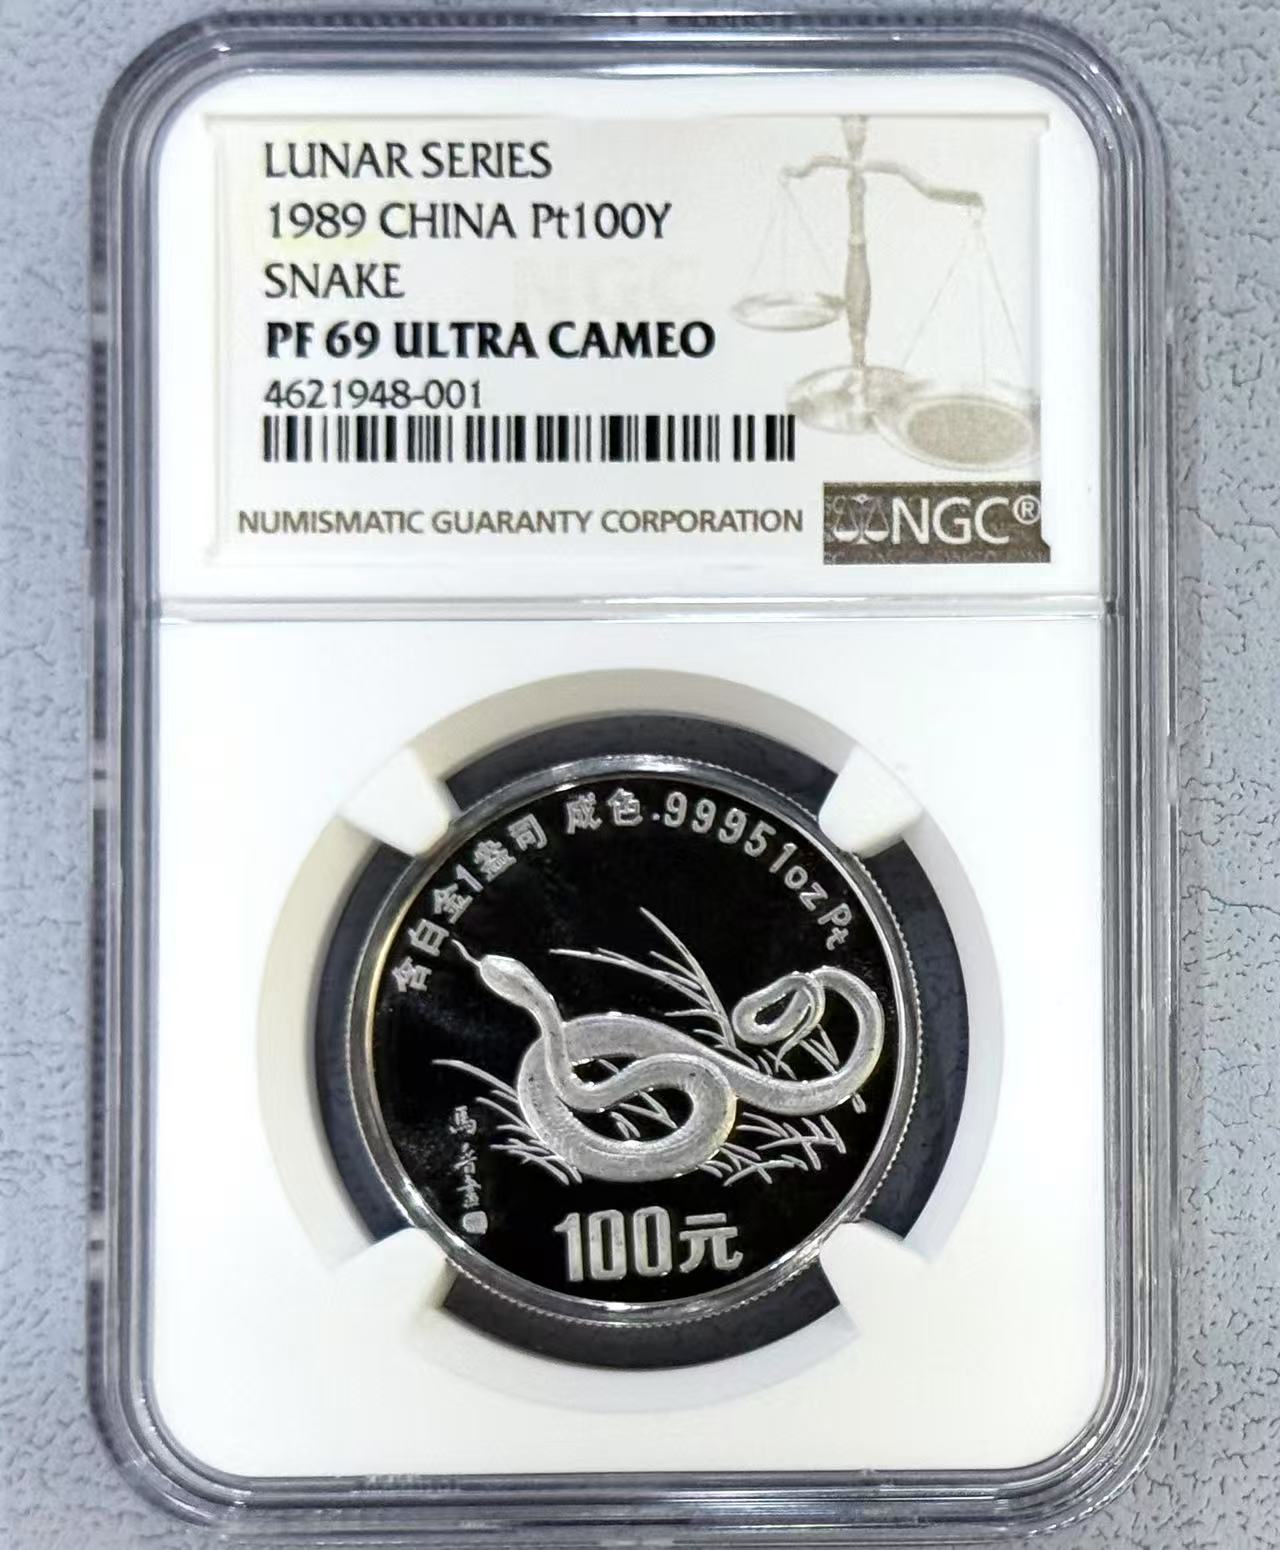 LUNAR SERIES
1989 CHINA Pt100Y
SNAKE
PF 69 ULTRA CAMEO
4621948-001
NUMISMATIC GUARANTY CORPORATION
NGC®
NGC
含白金1盎司 成色.9995 1oz Pt
100元